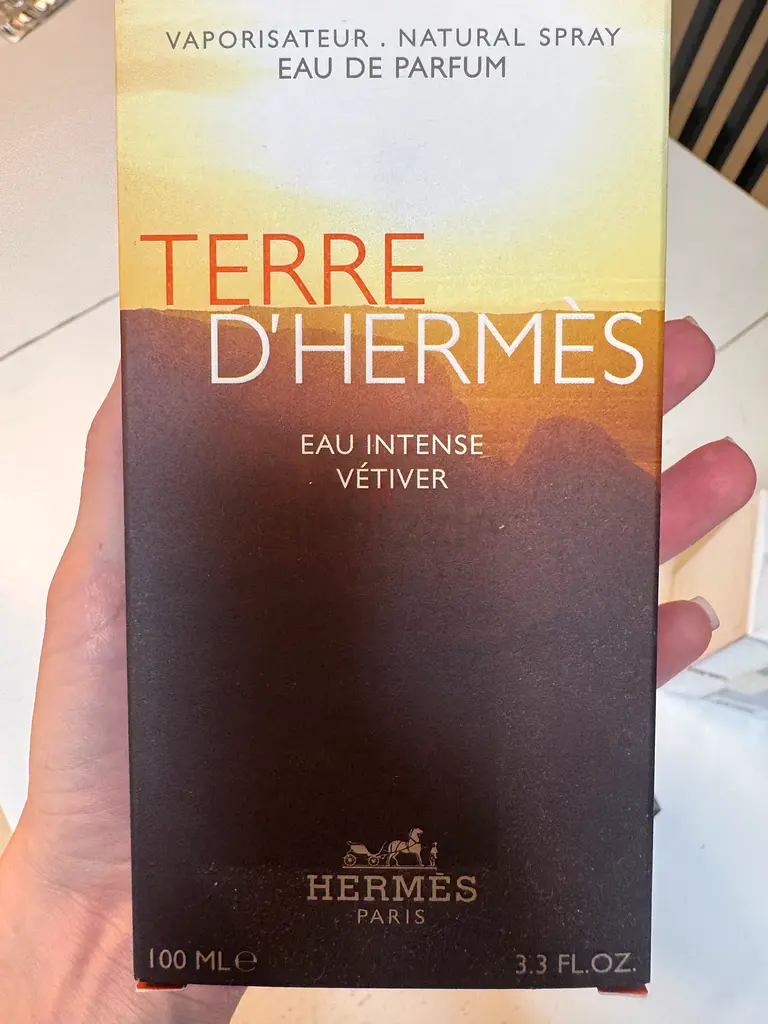 VAPORISATEUR . NATURAL SPRAY
EAU DE PARFUM
TERRE
D'HERMÈS
EAU INTENSE
VÉTIVER
HERMÈS
PARIS
100 ML℮ 3.3 FL.OZ.